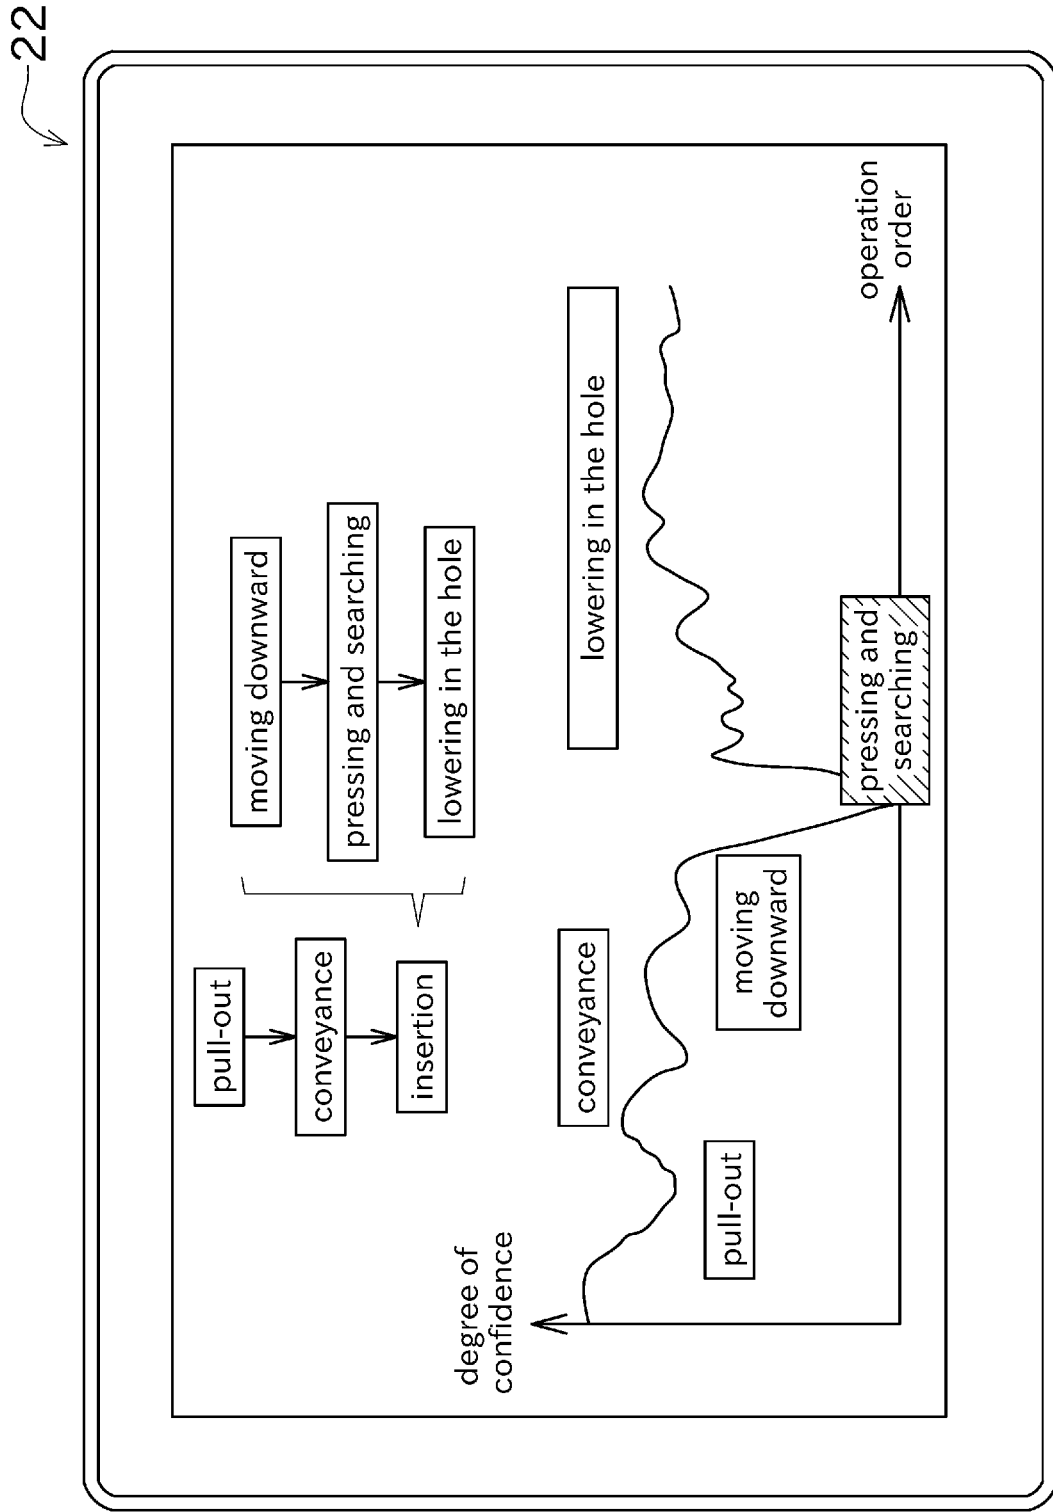 22
pull-out
conveyance
insertion
moving downward
pressing and searching
lowering in the hole
degree of
confidence
pull-out
conveyance
moving
downward
pressing and
searching
lowering in the hole
operation
order